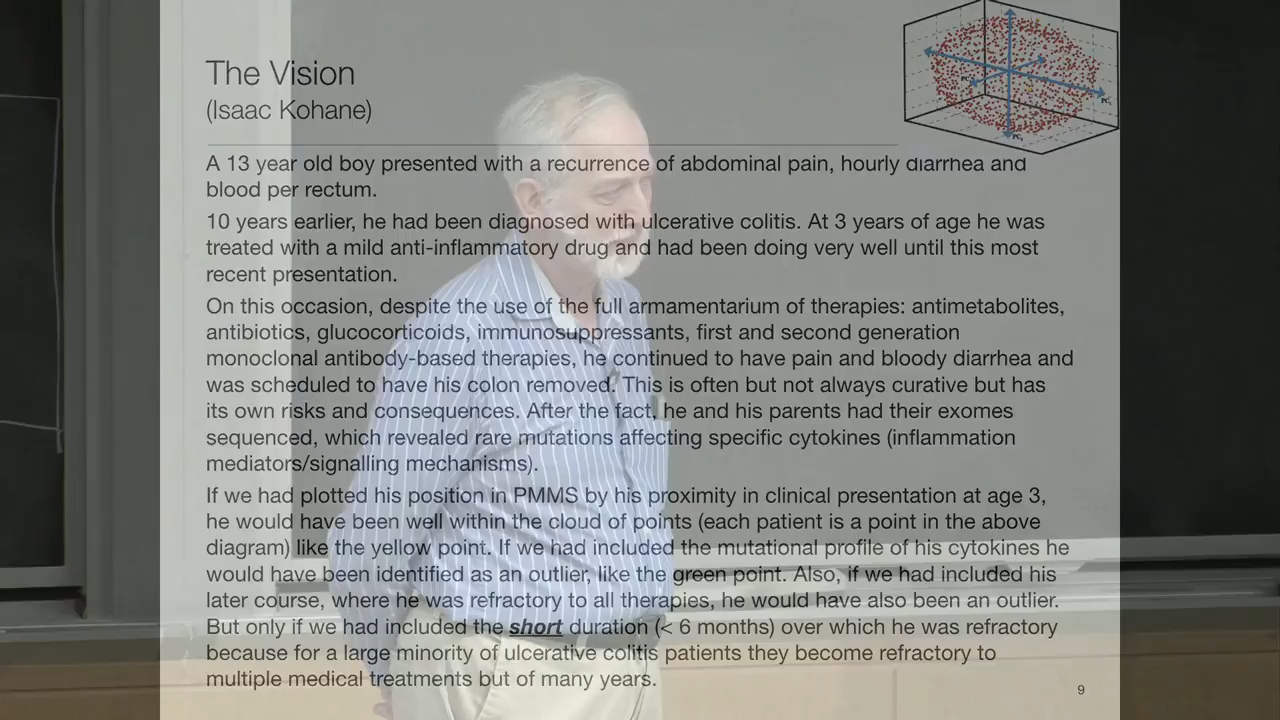 The Vision
(Isaac Kohane)
A 13 year old boy presented with a recurrence of abdominal pain, hourly diarrhea and
blood per rectum.
10 years earlier, he had been diagnosed with ulcerative colitis. At 3 years of age he was
treated with a mild anti-inflammatory drug and had been doing very well until this most
recent presentation.
On this occasion, despite the use of the full armamentarium of therapies: antimetabolites,
antibiotics, glucocorticoids, immunosuppressants, first and second generation
monoclonal antibody-based therapies, he continued to have pain and bloody diarrhea and
was scheduled to have his colon removed. This is often but not always curative but has
its own risks and consequences. After the fact, he and his parents had their exomes
sequenced, which revealed rare mutations affecting specific cytokines (inflammation
mediators/signalling mechanisms).
If we had plotted his position in PMMS by his proximity in clinical presentation at age 3,
he would have been well within the cloud of points (each patient is a point in the above
diagram) like the yellow point. If we had included the mutational profile of his cytokines he
would have been identified as an outlier, like the green point. Also, if we had included his
later course, where he was refractory to all therapies, he would have also been an outlier.
But only if we had included the short duration (< 6 months) over which he was refractory
because for a large minority of ulcerative colitis patients they become refractory to
multiple medical treatments but of many years.
9